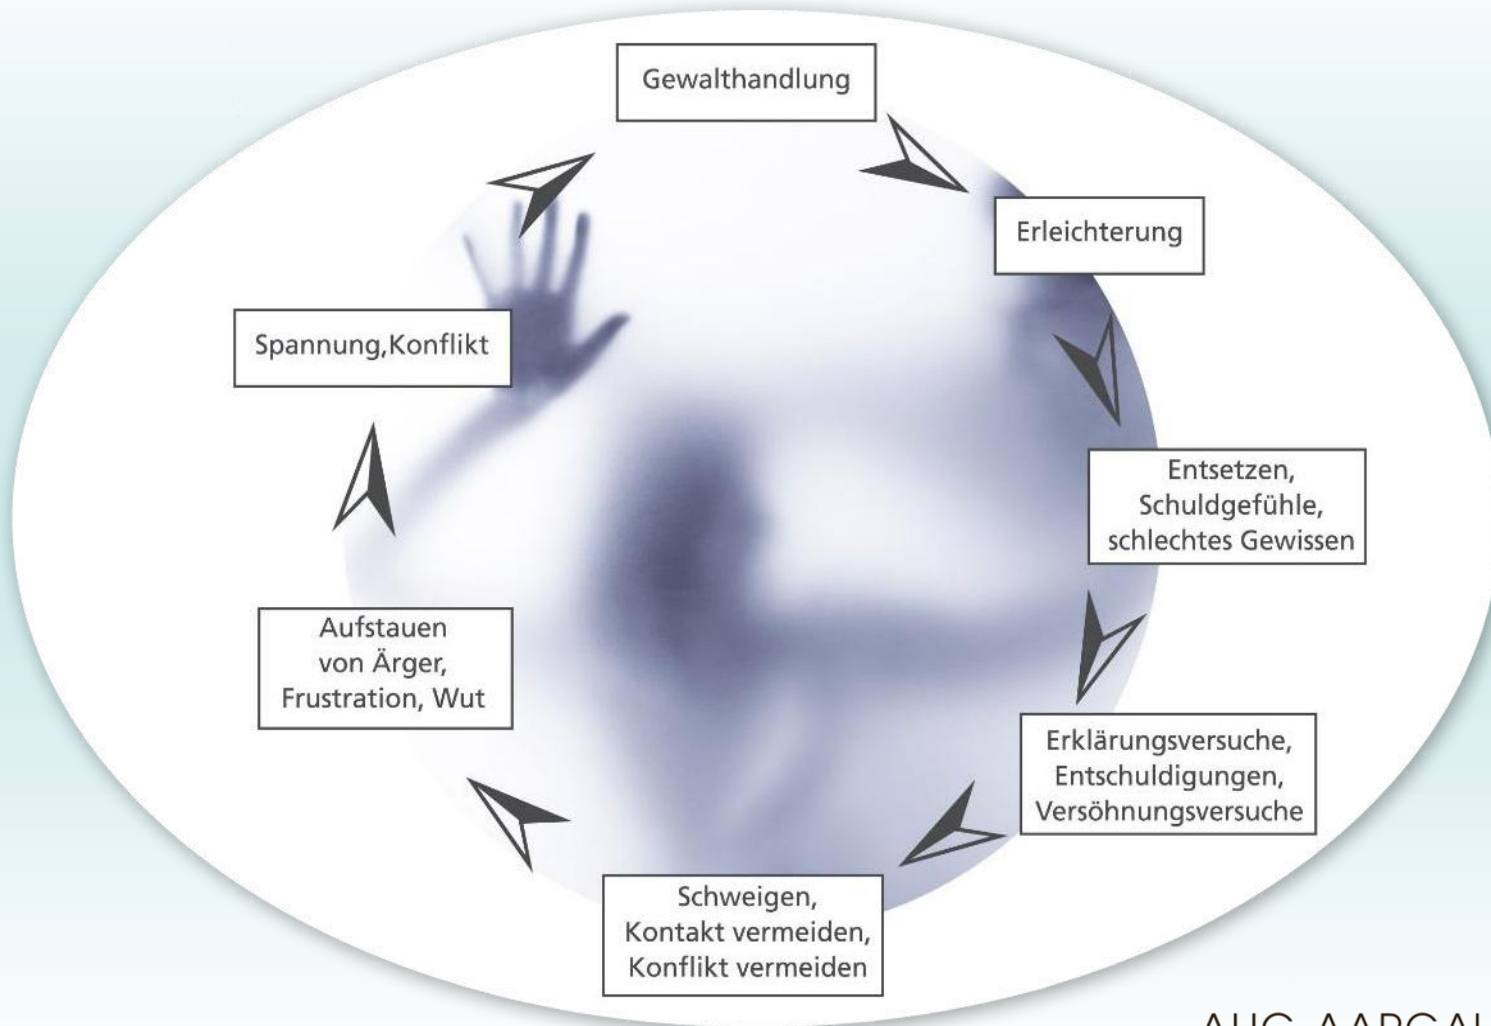 Gewalthandlung
Erleichterung
Entsetzen,
Schuldgefühle,
schlechtes Gewissen
Erklärungsversuche,
Entschuldigungen,
Versöhnungsversuche
Schweigen,
Kontakt vermeiden,
Konflikt vermeiden
Aufstauen
von Ärger,
Frustration, Wut
Spannung,Konflikt